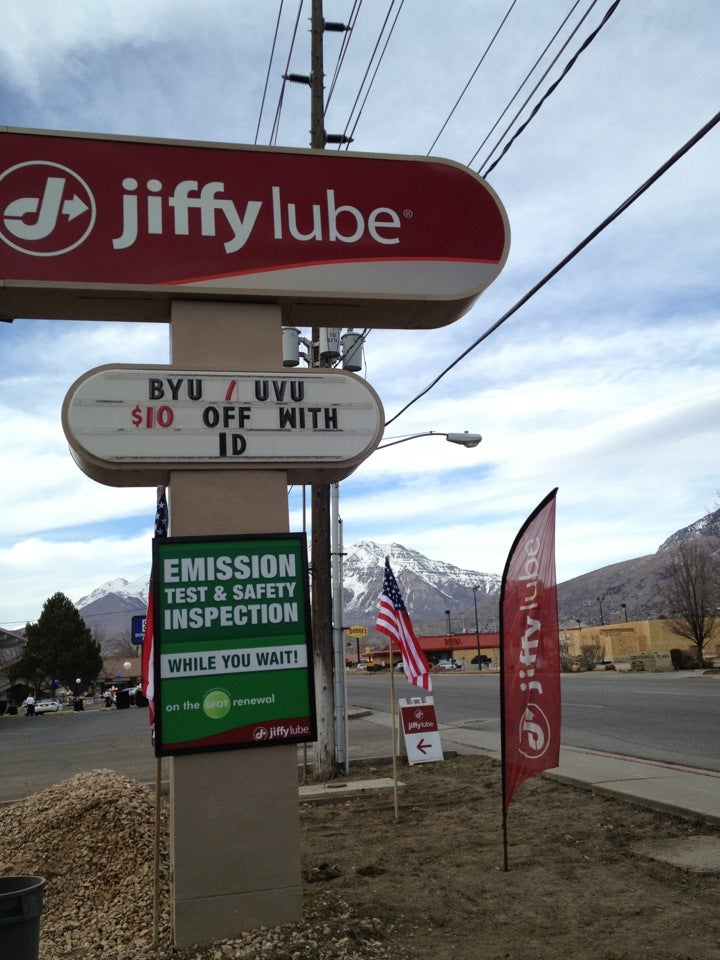 jiffy lube®
BYU / UVU
$10 OFF WITH
ID
EMISSION
TEST & SAFETY
INSPECTION
WHILE YOU WAIT!
on the SPOT renewal
jiffy lube
jiffy lube
Denny's
jiffy lube